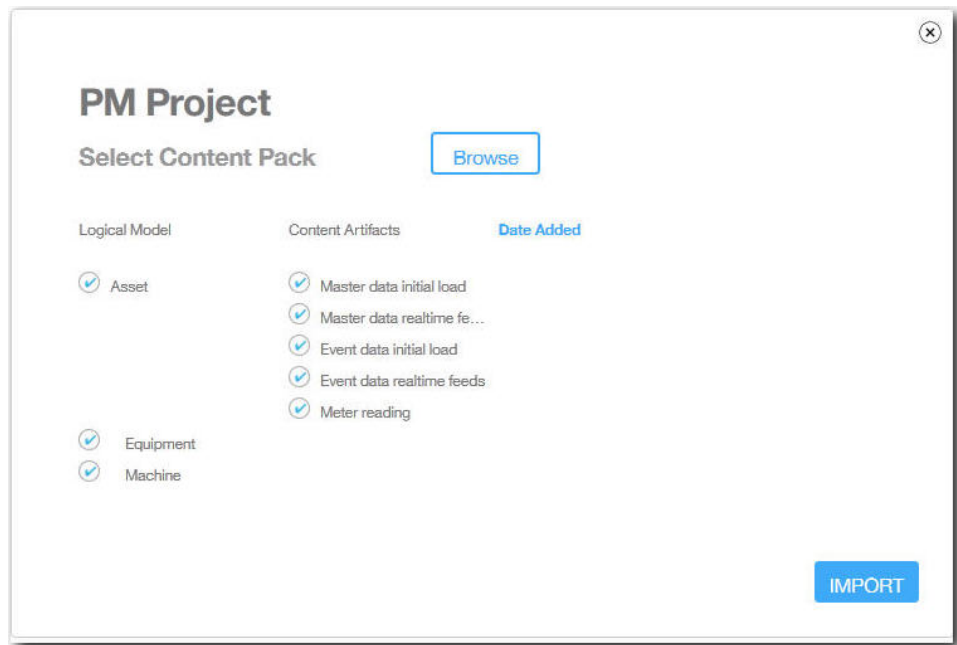 PM Project
Select Content Pack Browse
Logical Model Content Artifacts Date Added
Asset Master data initial load
Master data realtime fe...
Event data initial load
Event data realtime feeds
Meter reading
Equipment
Machine
IMPORT